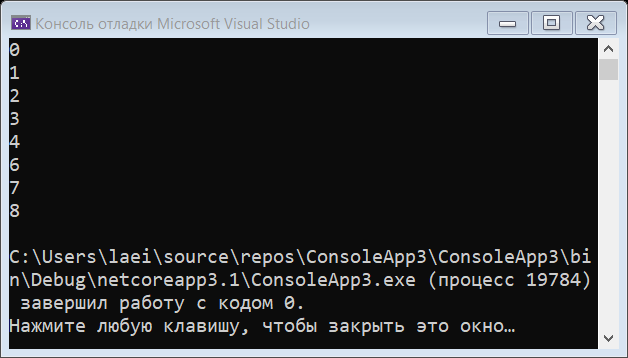 Консоль отладки Microsoft Visual Studio
0
1
2
3
4
6
7
8
C:\Users\laei\source\repos\ConsoleApp3\ConsoleApp3\bi
n\Debug\netcoreapp3.1\ConsoleApp3.exe (процесс 19784)
завершил работу с кодом 0.
Нажмите любую клавишу, чтобы закрыть это окно…